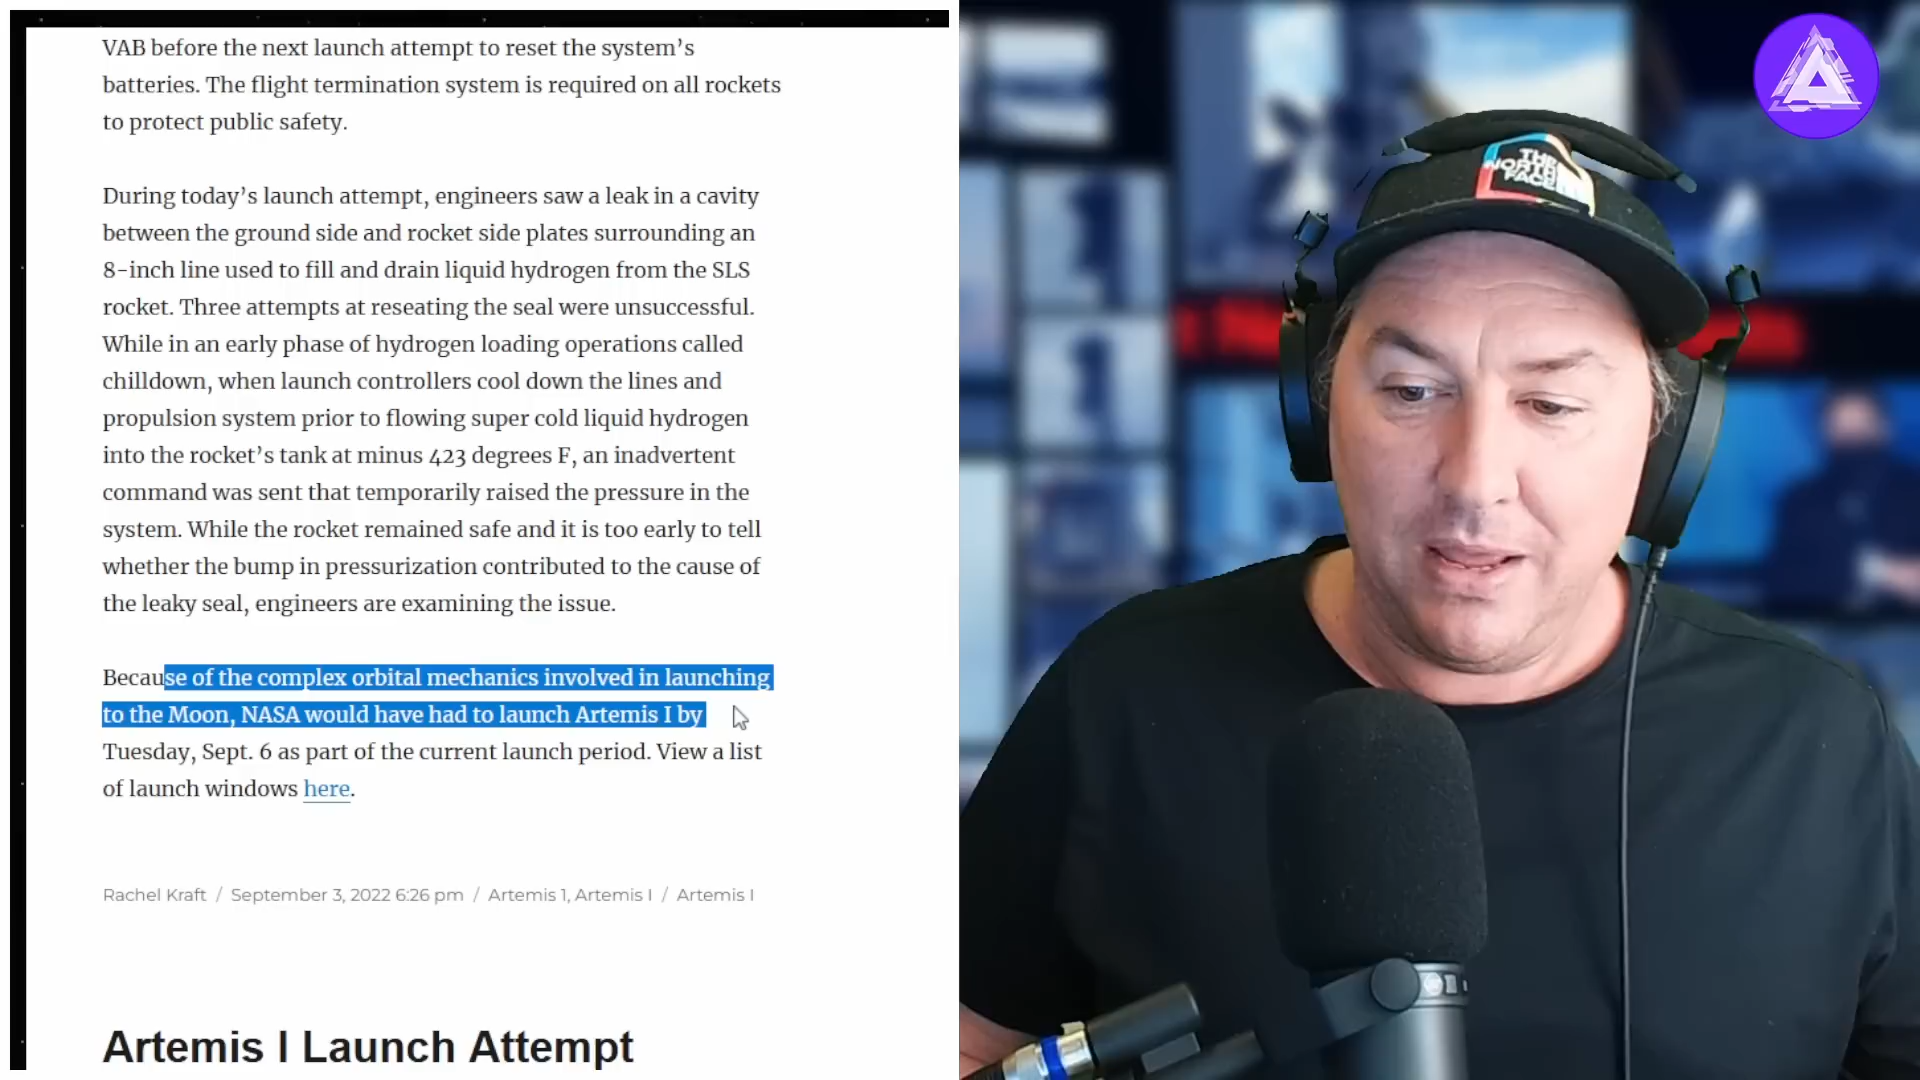 VAB before the next launch attempt to reset the system’s
batteries. The flight termination system is required on all rockets
to protect public safety.
During today’s launch attempt, engineers saw a leak in a cavity
between the ground side and rocket side plates surrounding an
8-inch line used to fill and drain liquid hydrogen from the SLS
rocket. Three attempts at reseating the seal were unsuccessful.
While in an early phase of hydrogen loading operations called
chilldown, when launch controllers cool down the lines and
propulsion system prior to flowing super cold liquid hydrogen
into the rocket’s tank at minus 423 degrees F, an inadvertent
command was sent that temporarily raised the pressure in the
system. While the rocket remained safe and it is too early to tell
whether the bump in pressurization contributed to the cause of
the leaky seal, engineers are examining the issue.
Because of the complex orbital mechanics involved in launching
to the Moon, NASA would have had to launch Artemis I by
Tuesday, Sept. 6 as part of the current launch period. View a list
of launch windows here.
Rachel Kraft / September 3, 2022 6:26 pm / Artemis 1, Artemis I / Artemis I
Artemis I Launch Attempt
THE
NORTH
FACE